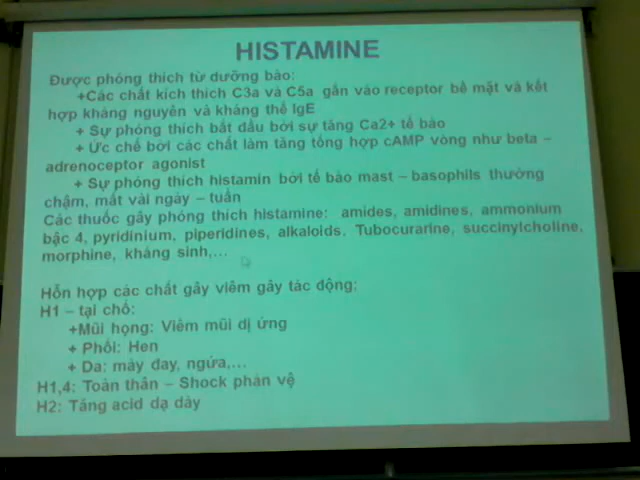 HISTAMINE
Được phóng thích từ dưỡng bào:
+Các chất kích thích C3a và C5a gắn vào receptor bề mặt và kết
hợp kháng nguyên và kháng thể IgE
+ Sự phóng thích bắt đầu bởi sự tăng Ca2+ tế bào
+ Ức chế bởi các chất làm tăng tổng hợp cAMP vòng như beta –
adrenoceptor agonist
+ Sự phóng thích histamin bởi tế bào mast – basophils thường
chậm, mất vài ngày – tuần
Các thuốc gây phóng thích histamine: amides, amidines, ammonium
bậc 4, pyridinium, piperidines, alkaloids, Tubocurarine, succinylcholine,
morphine, kháng sinh,...
Hỗn hợp các chất gây viêm gây tác động:
H1 – tại chỗ:
+Mũi họng: Viêm mũi dị ứng
+ Phổi: Hen
+ Da: mày đay, ngứa,...
H1,4: Toàn thân – Shock phản vệ
H2: Tăng acid dạ dày